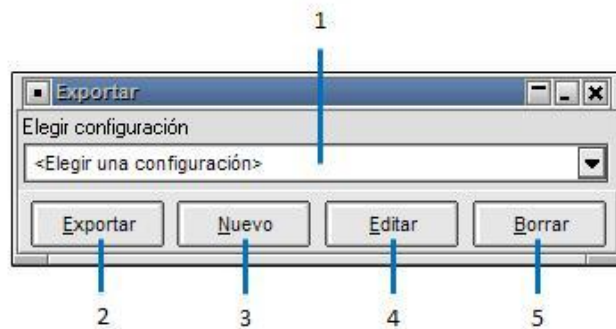 1
Exportar
Elegir configuración
<Elegir una configuración>
Exportar Nuevo Editar Borrar
2 3 4 5